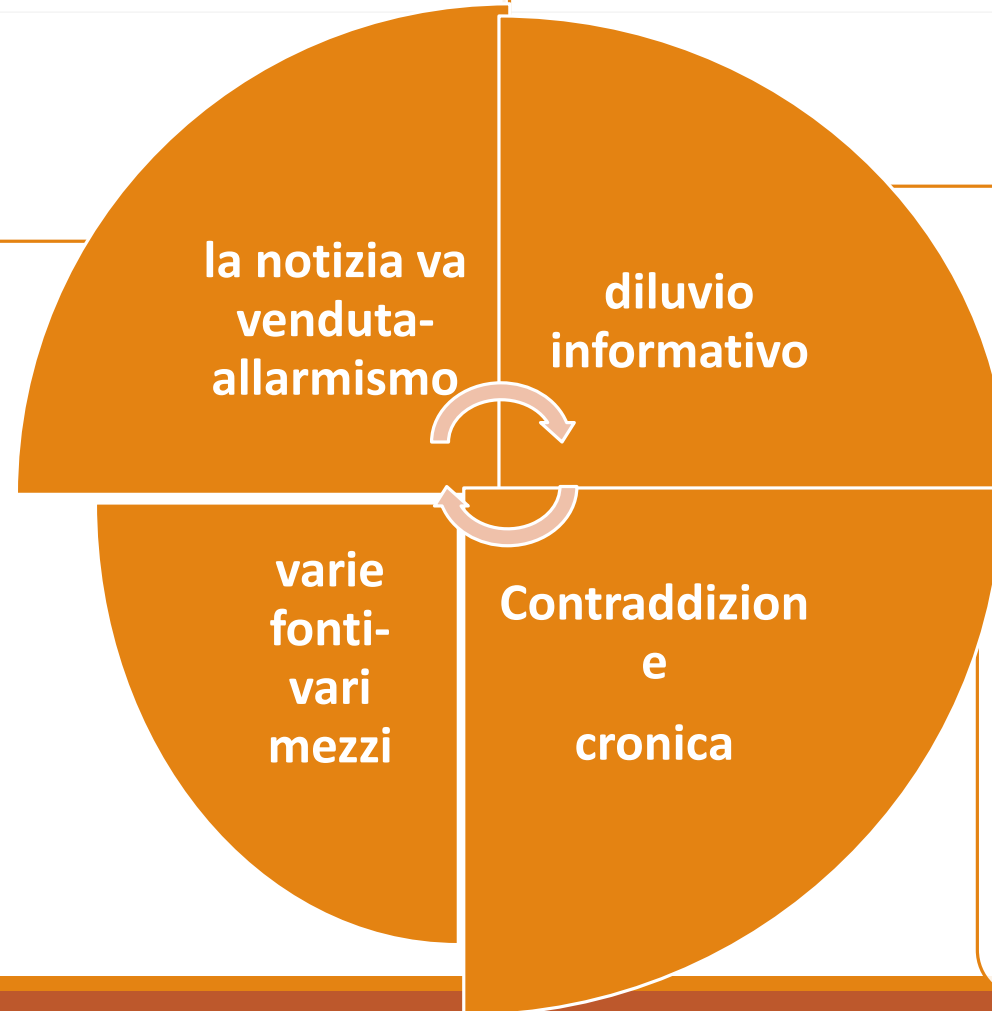 la notizia va
venduta-
allarmismo
diluvio
informativo
varie
fonti-
vari
mezzi
Contraddizion
e
cronica